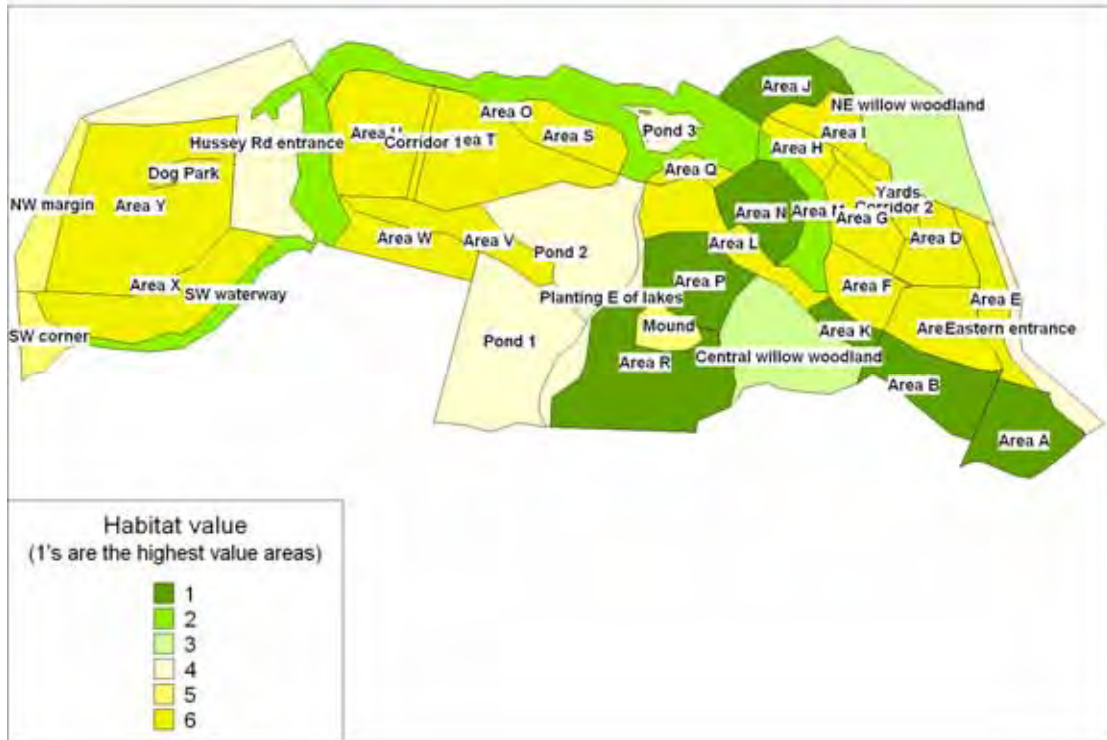 Area J
NE willow woodland
Area O
Area I
Pond 3
Area S
Corridor 1
ea T
Hussey Rd entrance
Area H
Area Q
Dog Park
Yards
NW margin
Area Y
Corridor 2
Area N
Area G
Area W
Area V
Area D
Area L
Pond 2
Area X
Area P
Area F
SW waterway
Planting E of lakes
Area E
Mound
Area K
Are
Eastern entrance
SW corner
Pond 1
Central willow woodland
Area R
Area B
Area A
Habitat value
(1's are the highest value areas)
1
2
3
4
5
6